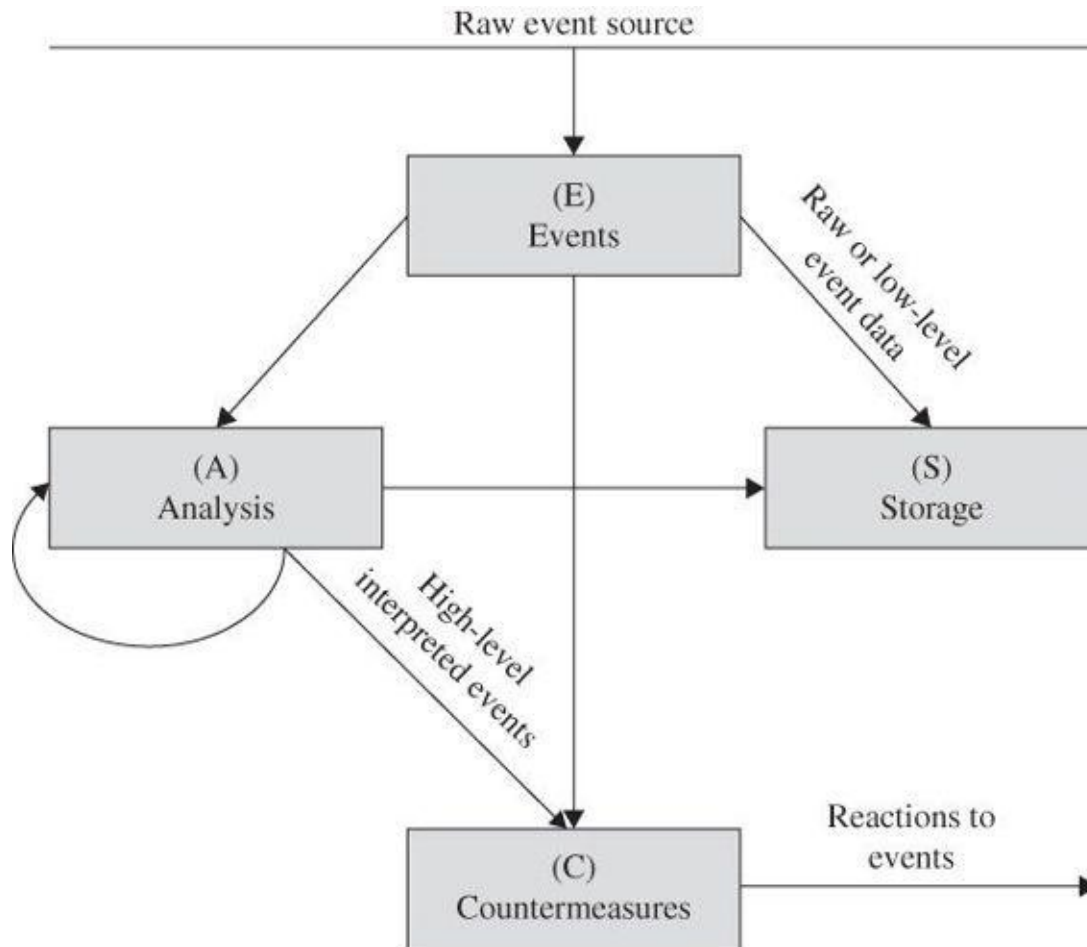 Raw event source
(E)
Events
Raw or low-level
event data
(A)
Analysis
(S)
Storage
High-level
interpreted events
Reactions to
events
(C)
Countermeasures